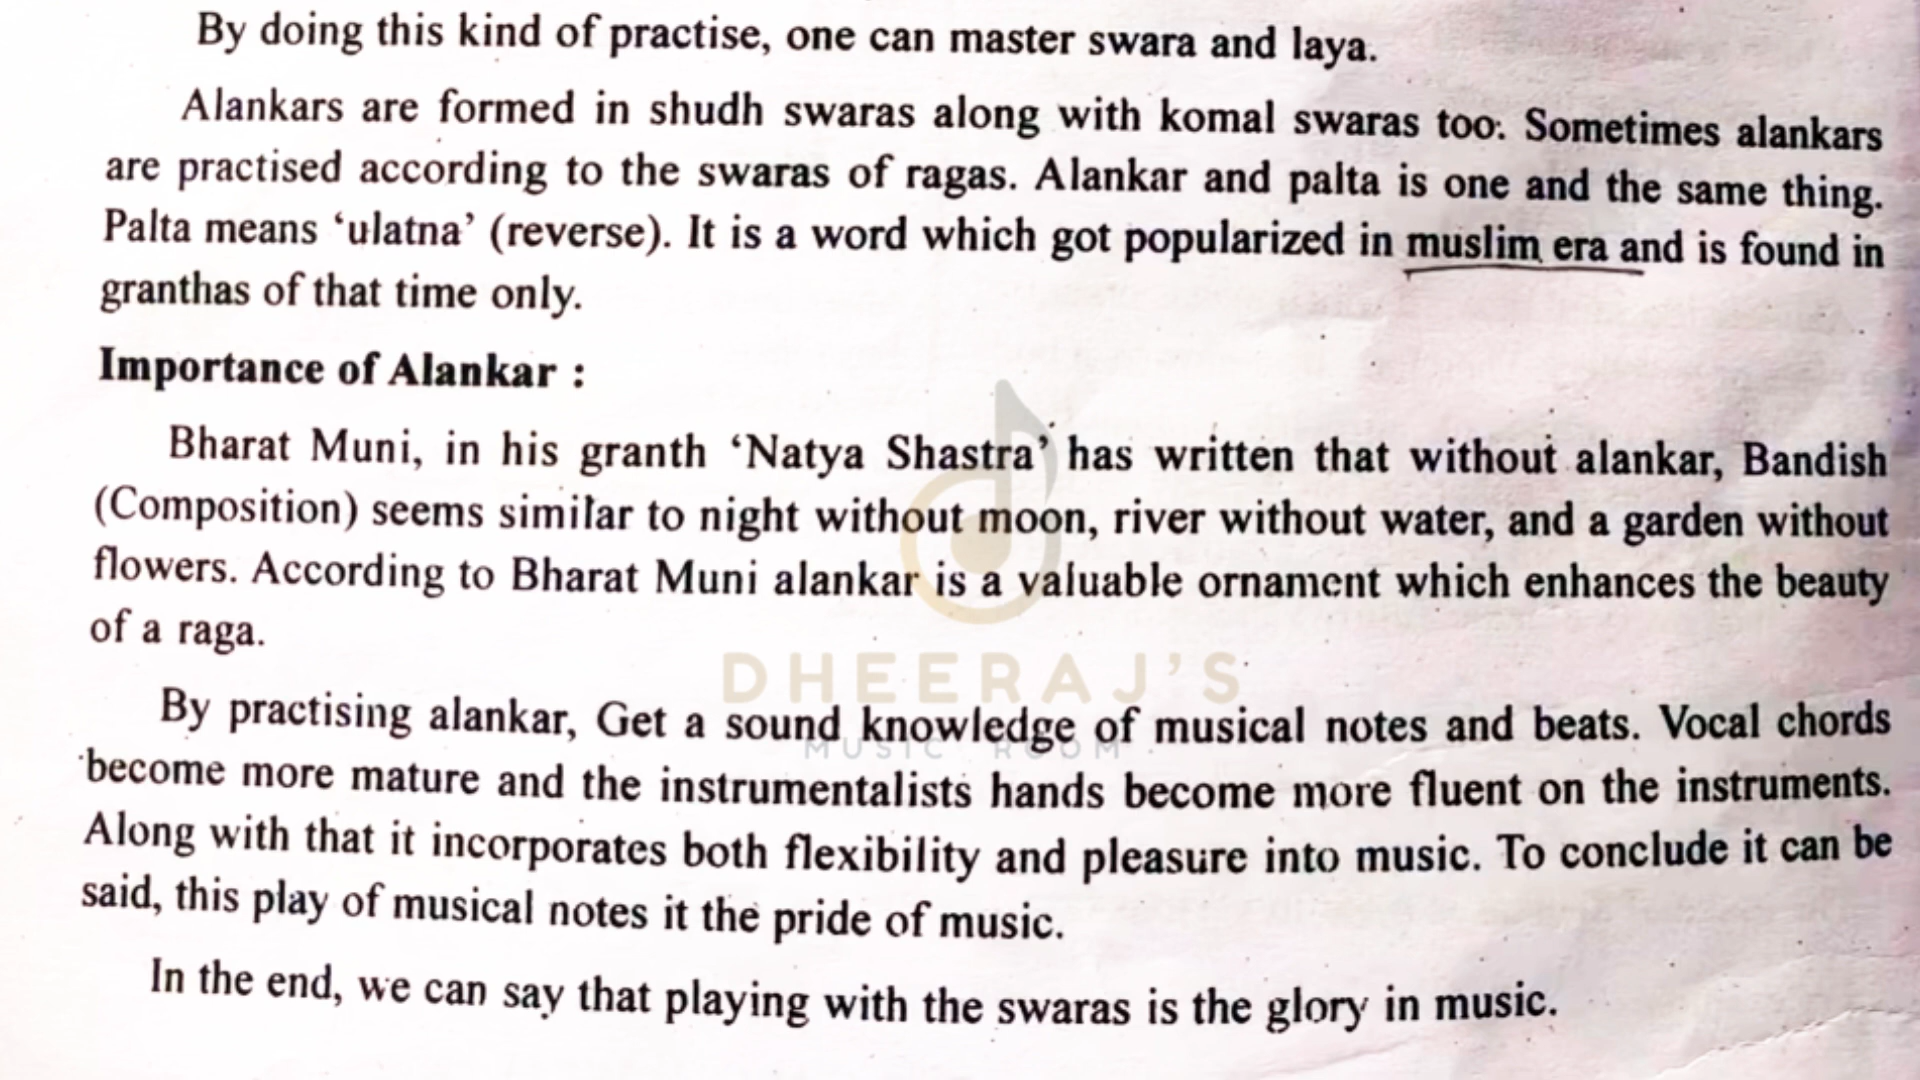 By doing this kind of practise, one can master swara and laya.
Alankars are formed in shudh swaras along with komal swaras too. Sometimes alankars
are practised according to the swaras of ragas. Alankar and palta is one and the same thing.
Palta means ‘ulatna’ (reverse). It is a word which got popularized in muslim era and is found in
granthas of that time only.
Importance of Alankar :
Bharat Muni, in his granth ‘Natya Shastra’ has written that without alankar, Bandish
(Composition) seems similar to night without moon, river without water, and a garden without
flowers. According to Bharat Muni alankar is a valuable ornament which enhances the beauty
of a raga.
DHEERAJ'S
By practising alankar, Get a sound knowledge of musical notes and beats. Vocal chords
MUSIC ROOM
become more mature and the instrumentalists hands become more fluent on the instruments.
Along with that it incorporates both flexibility and pleasure into music. To conclude it can be
said, this play of musical notes it the pride of music.
In the end, we can say that playing with the swaras is the glory in music.